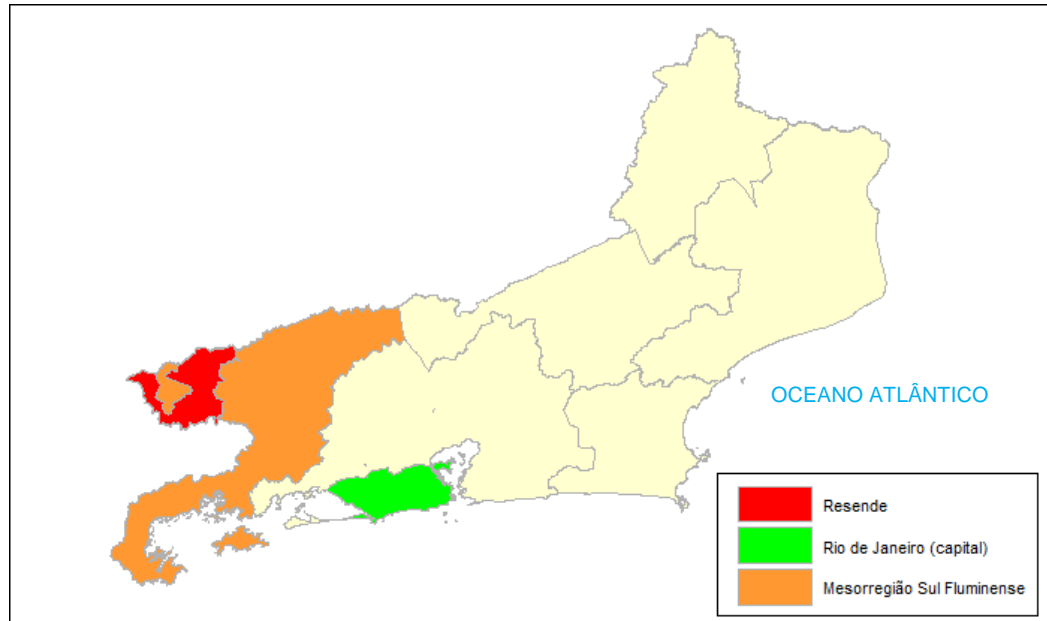 OCEANO ATLÂNTICO
Resende
Rio de Janeiro (capital)
Mesorregião Sul Fluminense